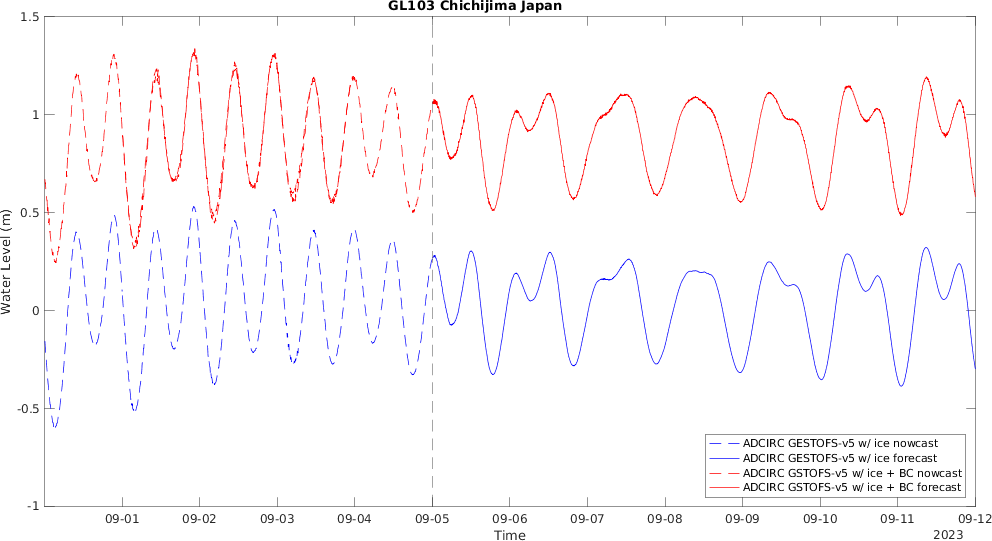 GL103 Chichijima Japan
1.5
1
0.5
0
-0.5
-1
Water Level (m)
09-01 09-02 09-03 09-04 09-05 09-06 09-07 09-08 09-09 09-10 09-11 09-12
Time
2023
ADCIRC GESTOFS-v5 w/ ice nowcast
ADCIRC GESTOFS-v5 w/ ice forecast
ADCIRC GSTOFS-v5 w/ ice + BC nowcast
ADCIRC GSTOFS-v5 w/ ice + BC forecast